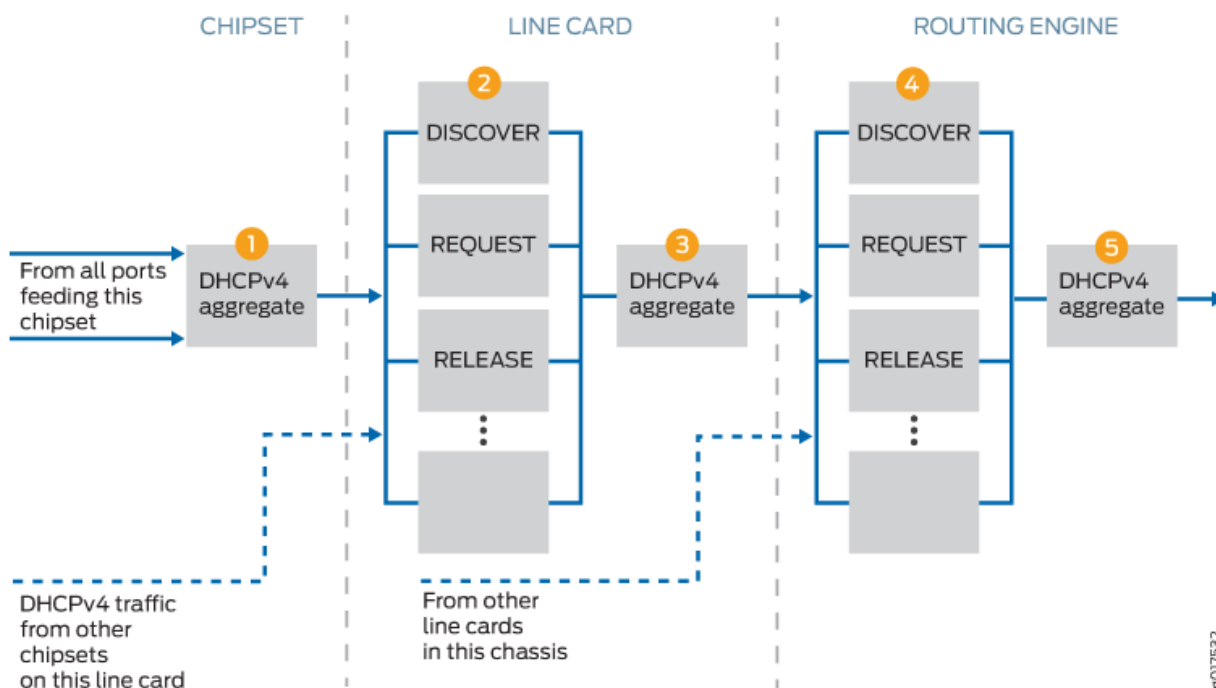 CHIPSET
LINE CARD
ROUTING ENGINE
1
DHCPv4
aggregate
From all ports
feeding this
chipset
DHCPv4 traffic
from other
chipsets
on this line card
2
DISCOVER
REQUEST
RELEASE
3
DHCPv4
aggregate
From other
line cards
in this chassis
4
DISCOVER
REQUEST
RELEASE
5
DHCPv4
aggregate
g017532